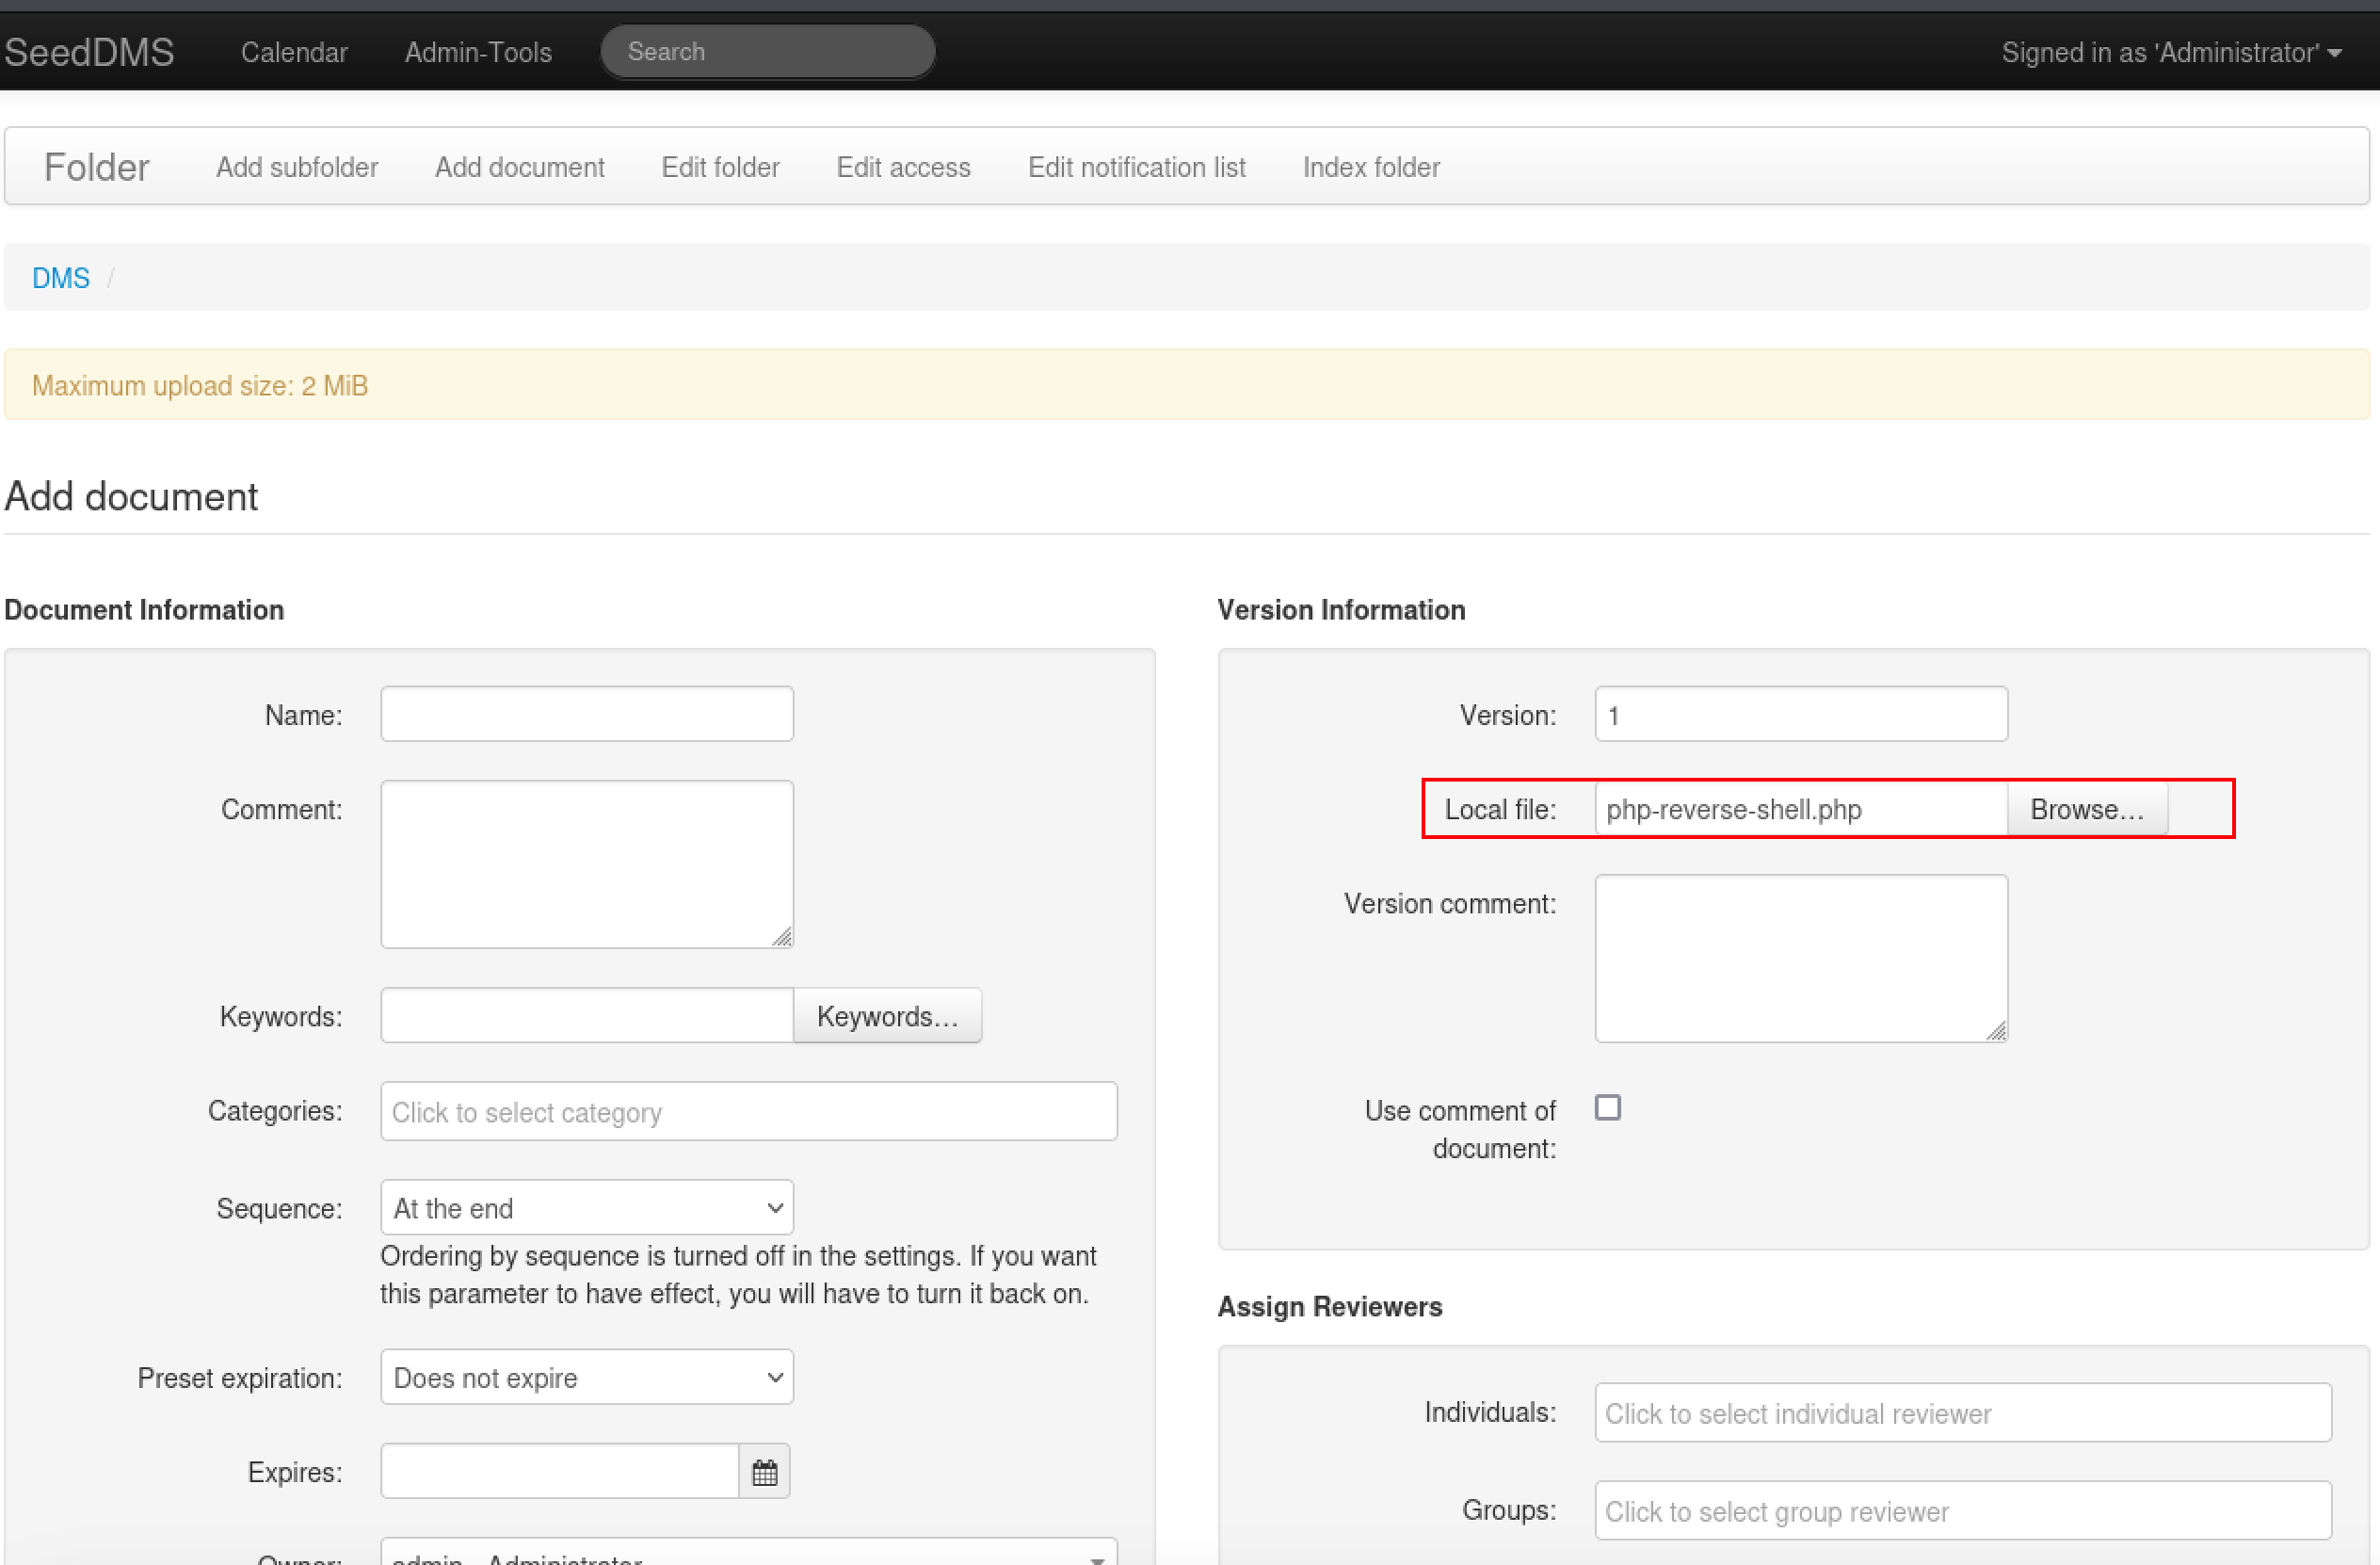 SeedDMS Calendar Admin-Tools Search Signed in as 'Administrator'
Folder Add subfolder Add document Edit folder Edit access Edit notification list Index folder
DMS /
Maximum upload size: 2 MiB
Add document
Document Information
Name:
Comment:
Keywords: Keywords...
Categories: Click to select category
Sequence: At the end
Ordering by sequence is turned off in the settings. If you want
this parameter to have effect, you will have to turn it back on.
Preset expiration: Does not expire
Expires:
Owner: admin - Administrator
Version Information
Version: 1
Local file: php-reverse-shell.php Browse...
Version comment:
Use comment of
document:
Assign Reviewers
Individuals: Click to select individual reviewer
Groups: Click to select group reviewer